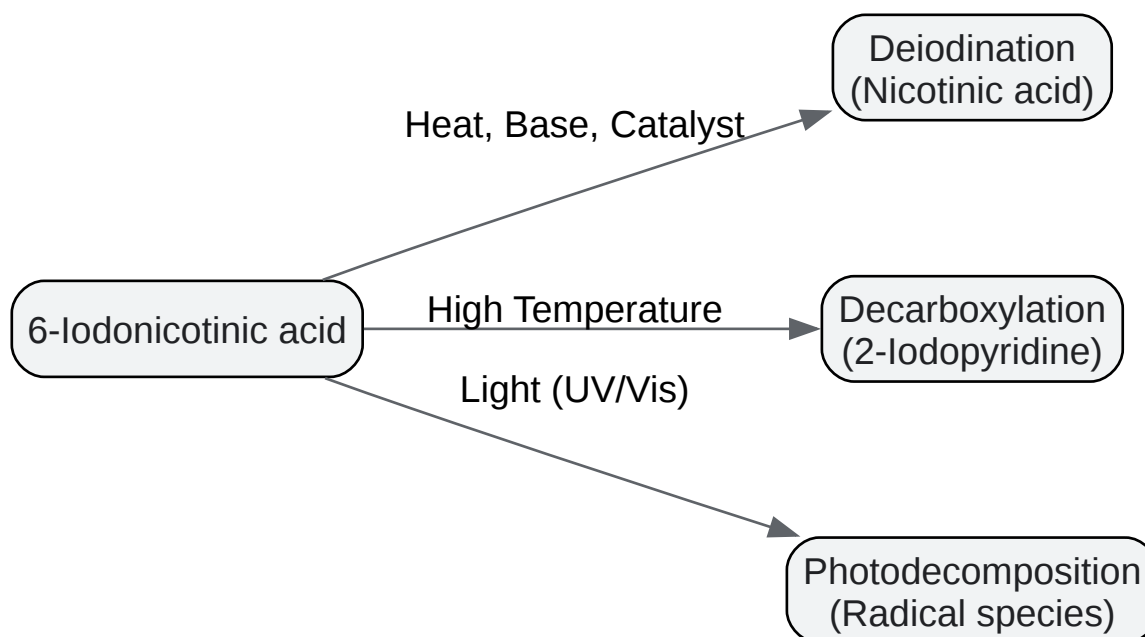 Deiodination
(Nicotinic acid)
Heat, Base, Catalyst
6-Iodonicotinic acid
High Temperature
Decarboxylation
(2-Iodopyridine)
Light (UV/Vis)
Photodecomposition
(Radical species)